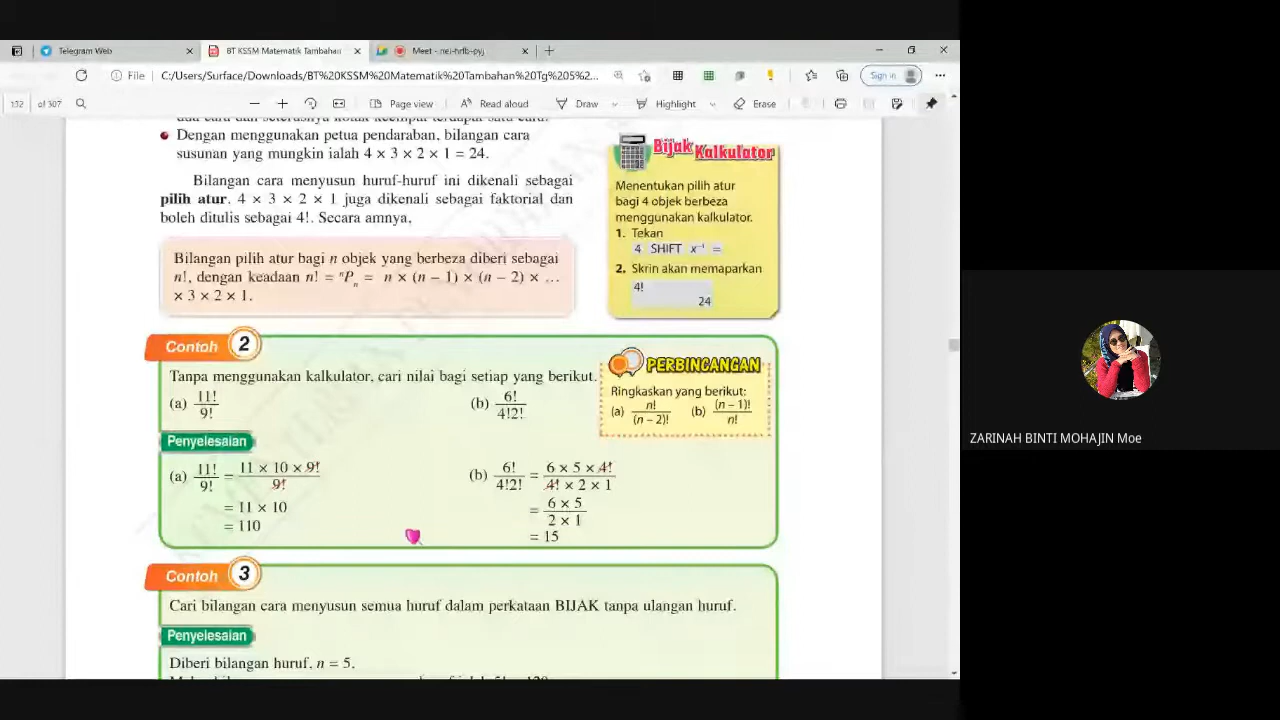 Telegram Web
BT KSSM Matematik Tambahan
Meet - nei-hrfb-pyj
File
C:/Users/Surface/Downloads/BT%20KSSM%20Matematik%20Tambahan%20Tg%205%2...
Sign in
132 of 307
Page view
Read aloud
Draw
Highlight
Erase
Dengan menggunakan petua pendaraban, bilangan cara
susunan yang mungkin ialah 4 × 3 × 2 × 1 = 24.
Bilangan cara menyusun huruf-huruf ini dikenali sebagai
pilih atur. 4 × 3 × 2 × 1 juga dikenali sebagai faktorial dan
boleh ditulis sebagai 4!. Secara amnya,
Bilangan pilih atur bagi n objek yang berbeza diberi sebagai
n!, dengan keadaan n! = ⁿPₙ = n × (n – 1) × (n – 2) × …
× 3 × 2 × 1.
Bijak Kalkulator
Menentukan pilih atur
bagi 4 objek berbeza
menggunakan kalkulator.
1. Tekan
4 SHIFT x⁻¹ =
2. Skrin akan memaparkan
4!
24
Contoh 2
Tanpa menggunakan kalkulator, cari nilai bagi setiap yang berikut.
(a) 11!/9!
(b) 6!/4!2!
PERBINCANGAN
Ringkaskan yang berikut:
(a) n!/(n – 2)! (b) (n – 1)!/n!
Penyelesaian
(a) 11!/9! = 11 × 10 × 9!/9!
= 11 × 10
= 110
(b) 6!/4!2! = 6 × 5 × 4!/4! × 2 × 1
= 6 × 5/2 × 1
= 15
Contoh 3
Cari bilangan cara menyusun semua huruf dalam perkataan BIJAK tanpa ulangan huruf.
Penyelesaian
Diberi bilangan huruf, n = 5.
ZARINAH BINTI MOHAJIN Moe